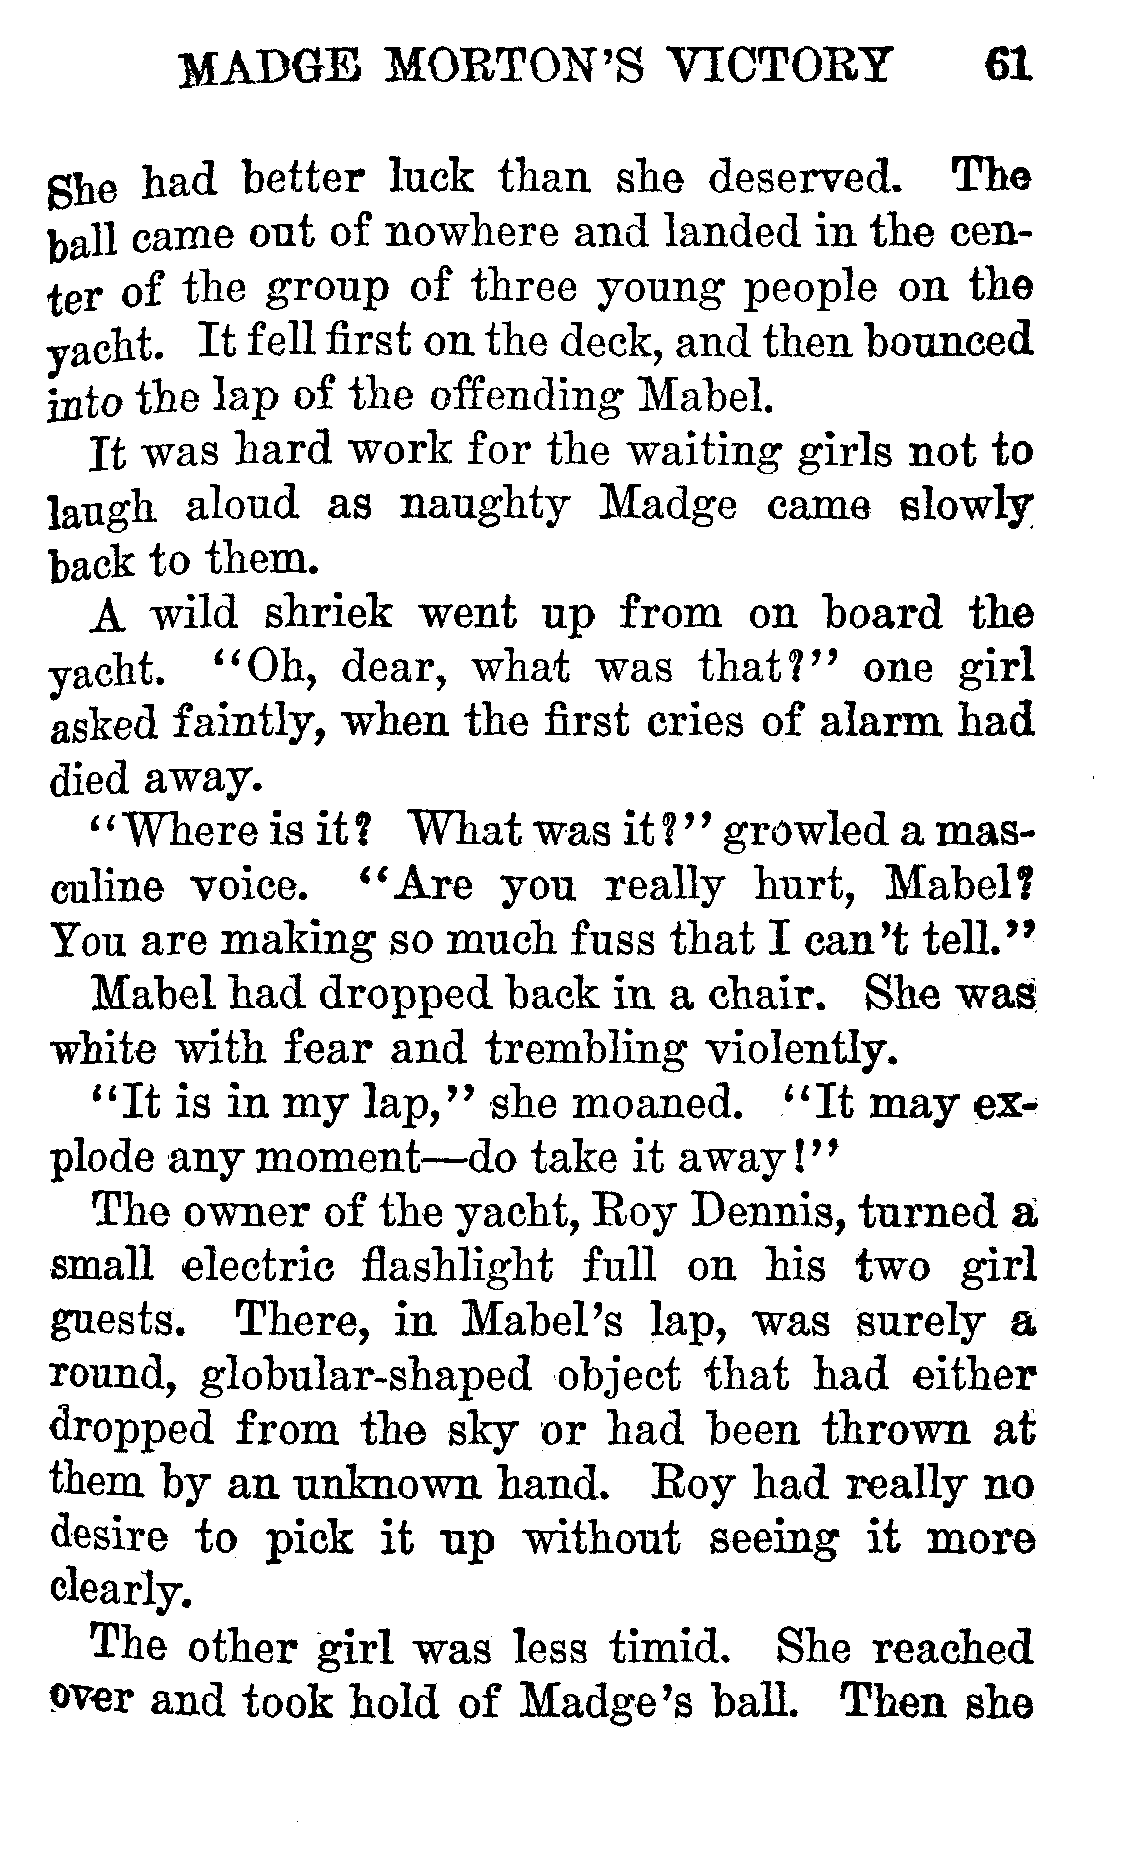 MADGE MORTON'S VICTORY 61
She had better luck than she deserved. The
ball came out of nowhere and landed in the cen-
ter of the group of three young people on the
yacht. It fell first on the deck, and then bounced
into the lap of the offending Mabel.
It was hard work for the waiting girls not to
laugh aloud as naughty Madge came slowly
back to them.
A wild shriek went up from on board the
yacht. "Oh, dear, what was that?" one girl
asked faintly, when the first cries of alarm had
died away.
"Where is it? What was it?" growled a mas-
culine voice. "Are you really hurt, Mabel?
You are making so much fuss that I can't tell."
Mabel had dropped back in a chair. She was
white with fear and trembling violently.
"It is in my lap," she moaned. "It may ex-
plode any moment—do take it away!"
The owner of the yacht, Roy Dennis, turned a
small electric flashlight full on his two girl
guests. There, in Mabel's lap, was surely a
round, globular-shaped object that had either
dropped from the sky or had been thrown at
them by an unknown hand. Roy had really no
desire to pick it up without seeing it more
clearly.
The other girl was less timid. She reached
over and took hold of Madge's ball. Then she